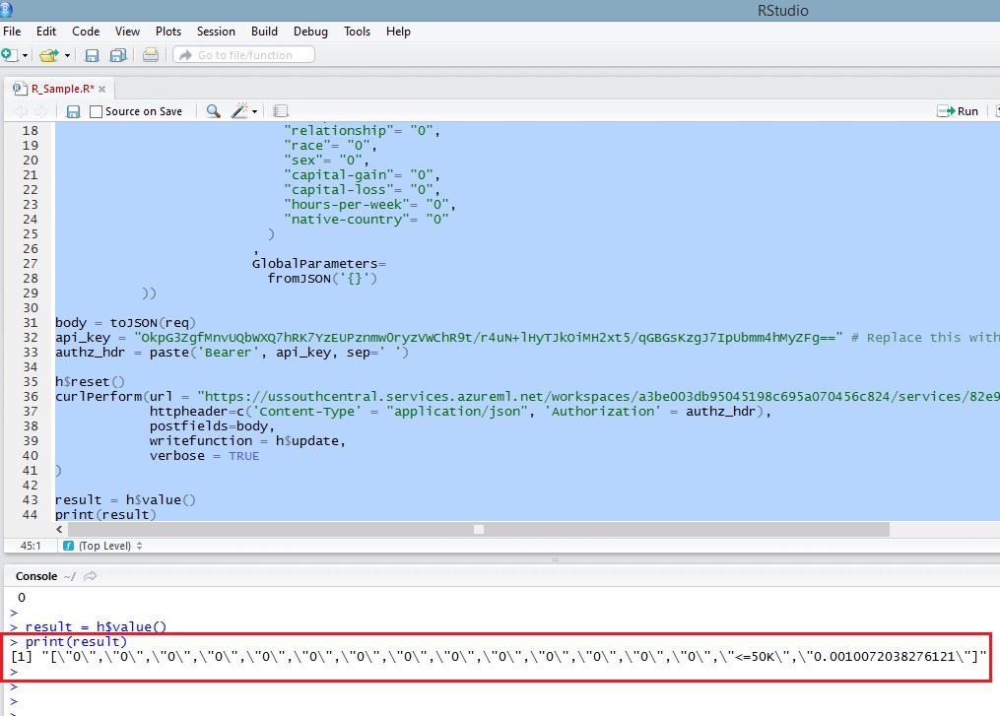 RStudio
File Edit Code View Plots Session Build Debug Tools Help
Go to file/function
R_Sample.R*
Source on Save Run
18 "relationship"= "0",
19 "race"= "0",
20 "sex"= "0",
21 "capital-gain"= "0",
22 "capital-loss"= "0",
23 "hours-per-week"= "0",
24 "native-country"= "0"
25 )
26 ,
27 GlobalParameters=
28 fromJSON('{}')
29 ))
30
31 body = toJSON(req)
32 api_key = "OkpG3ZgfMnvUQbWXQ7hRK7YzEUPznmwOryzVWChR9t/r4uN+lHyTJkOiMH2xt5/qGBGsKzgJ7IpUbmm4hMyZFg==" # Replace this with
33 authz_hdr = paste('Bearer', api_key, sep=' ')
34
35 h$reset()
36 curlPerform(url = "https://ussouthcentral.services.azureml.net/workspaces/a3be003db95045198c695a070456c824/services/82e9
37 httpheader=c('Content-Type' = "application/json", 'Authorization' = authz_hdr),
38 postfields=body,
39 writefunction = h$update,
40 verbose = TRUE
41 )
42
43 result = h$value()
44 print(result)
45:1 (Top Level)
Console ~/
0
>
> result = h$value()
> print(result)
[1] "[\"0\",\"0\",\"0\",\"0\",\"0\",\"0\",\"0\",\"0\",\"0\",\"0\",\"0\",\"0\",\"0\",\"0\",\"<=50K\",\"0.0010072038276121\"]"
>
>
>